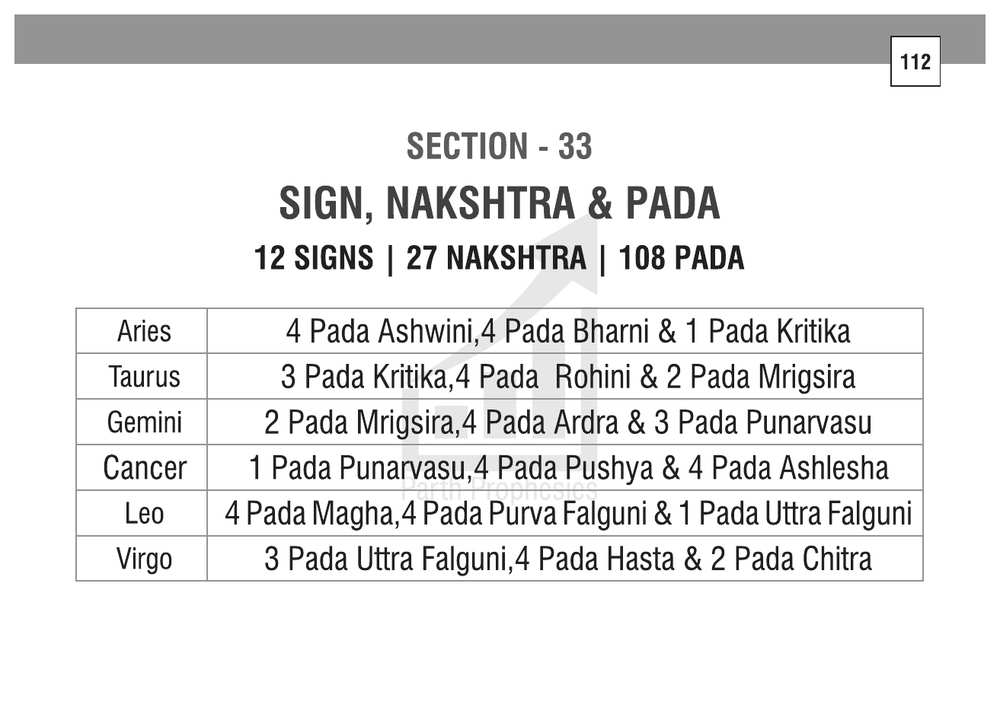 112
SECTION - 33
SIGN, NAKSHTRA & PADA
12 SIGNS | 27 NAKSHTRA | 108 PADA
Aries 4 Pada Ashwini,4 Pada Bharni & 1 Pada Kritika
Taurus 3 Pada Kritika,4 Pada Rohini & 2 Pada Mrigsira
Gemini 2 Pada Mrigsira,4 Pada Ardra & 3 Pada Punarvasu
Cancer 1 Pada Punarvasu,4 Pada Pushya & 4 Pada Ashlesha
Parth Prophesies
Leo 4 Pada Magha,4 Pada Purva Falguni & 1 Pada Uttra Falguni
Virgo 3 Pada Uttra Falguni,4 Pada Hasta & 2 Pada Chitra